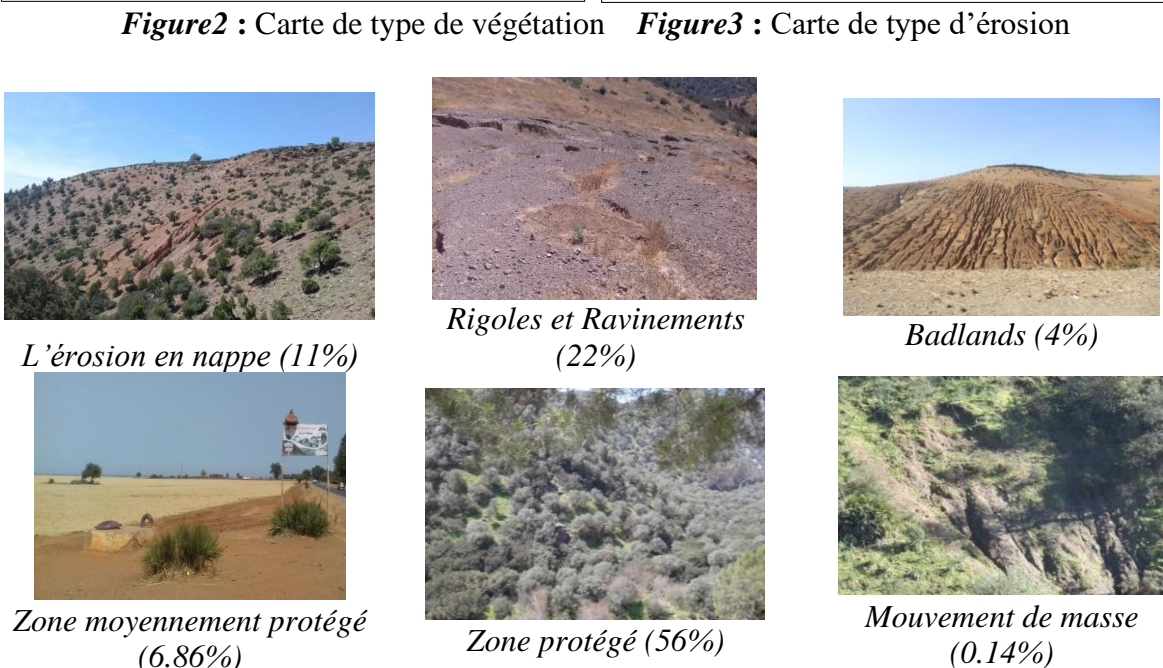 Figure2 : Carte de type de végétation Figure3 : Carte de type d’érosion
L’érosion en nappe (11%)
Rigoles et Ravinements
(22%)
Badlands (4%)
Zone moyennement protégé
(6.86%)
Zone protégé (56%)
Mouvement de masse
(0.14%)